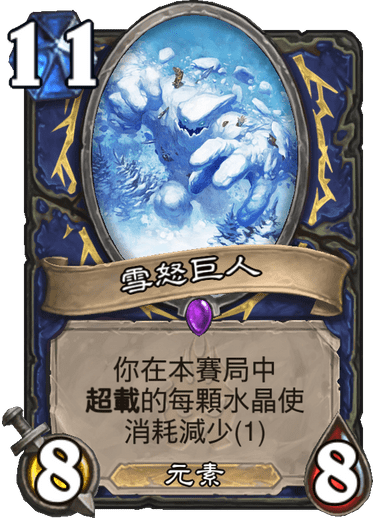 11
雪怒巨人
你在本賽局中
超載的每顆水晶使
消耗減少(1)
8
元素
8